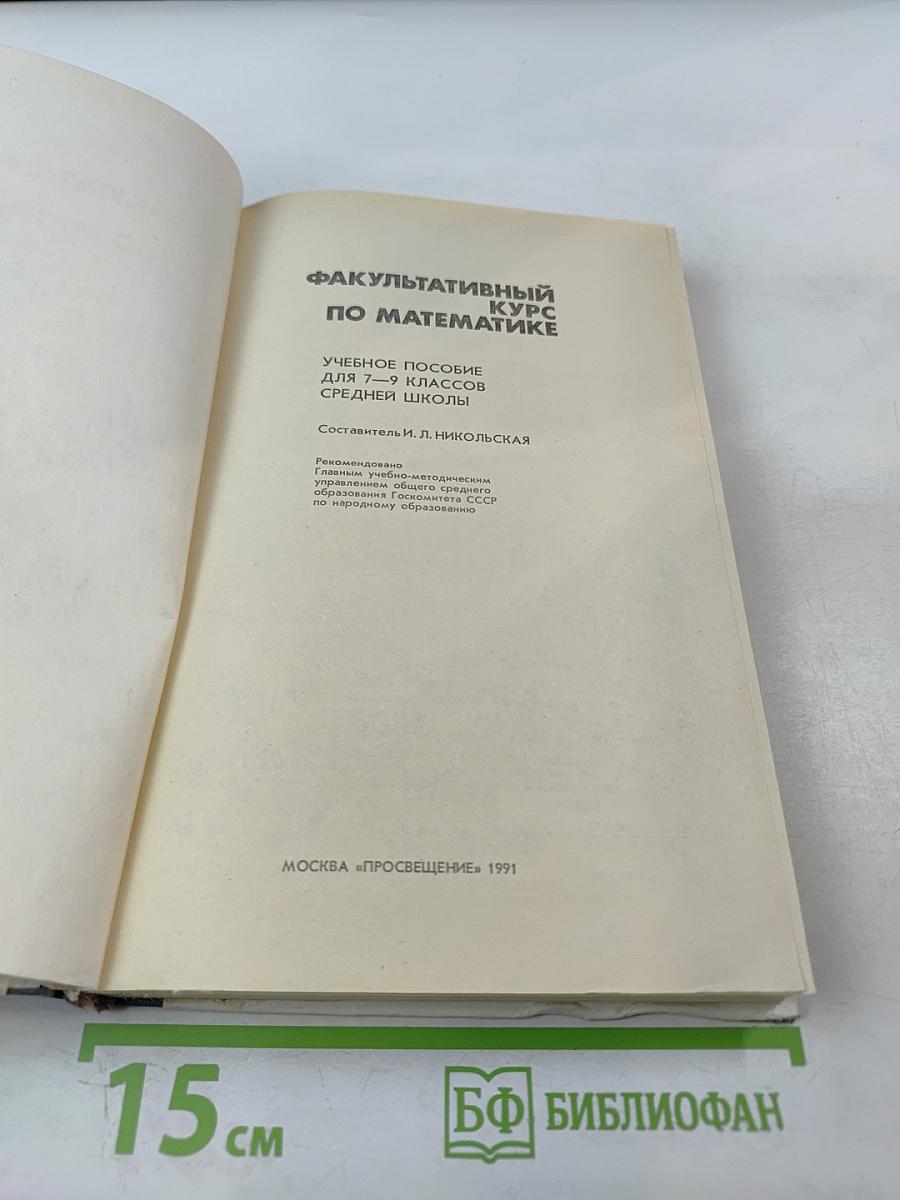 ФАКУЛЬТАТИВНЫЙ
КУРС
ПО МАТЕМАТИКЕ
УЧЕБНОЕ ПОСОБИЕ
ДЛЯ 7—9 КЛАССОВ
СРЕДНЕЙ ШКОЛЫ
Составитель И. Л. НИКОЛЬСКАЯ
Рекомендовано
Главным учебно-методическим
управлением общего среднего
образования Госкомитета СССР
по народному образованию
МОСКВА «ПРОСВЕЩЕНИЕ» 1991
15 см
БФ БИБЛИОФАН